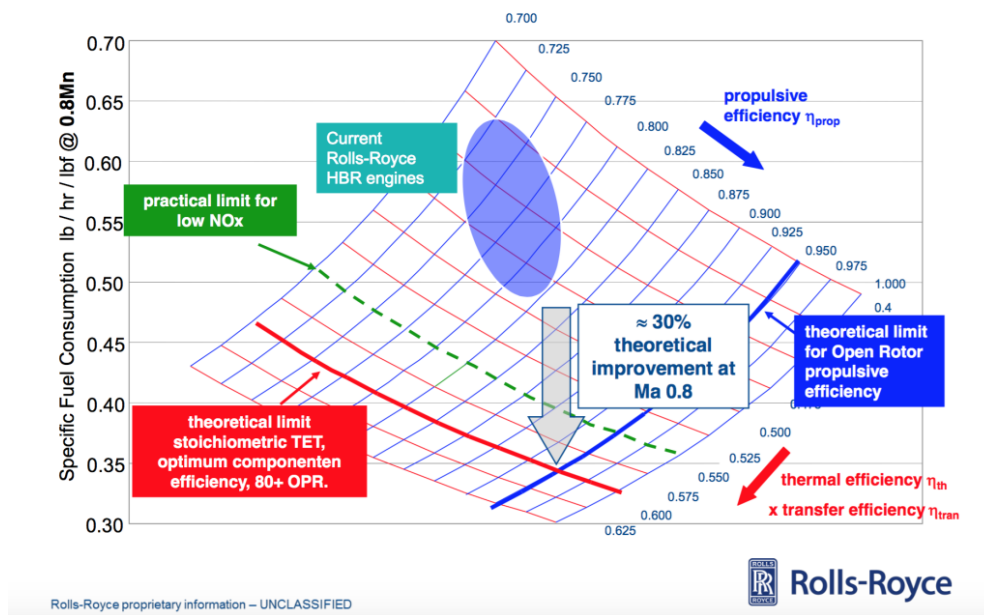 0.70
0.65
0.60
0.55
0.50
0.45
0.40
0.35
0.30
Specific Fuel Consumption lb / hr / lbf @ 0.8Mn
0.700
0.725
0.750
0.775
0.800
0.825
0.850
0.875
0.900
0.925
0.950
0.975
1.000
0.4
propulsive
efficiency ηprop
Current
Rolls-Royce
HBR engines
practical limit for
low NOx
≈ 30%
theoretical
improvement at
Ma 0.8
theoretical limit
for Open Rotor
propulsive
efficiency
theoretical limit
stoichiometric TET,
optimum componenten
efficiency, 80+ OPR.
0.500
0.525
0.550
0.575
0.600
0.625
thermal efficiency ηth
x transfer efficiency ηtran
ROLLS
RR
ROYCE
Rolls-Royce
Rolls-Royce proprietary information – UNCLASSIFIED